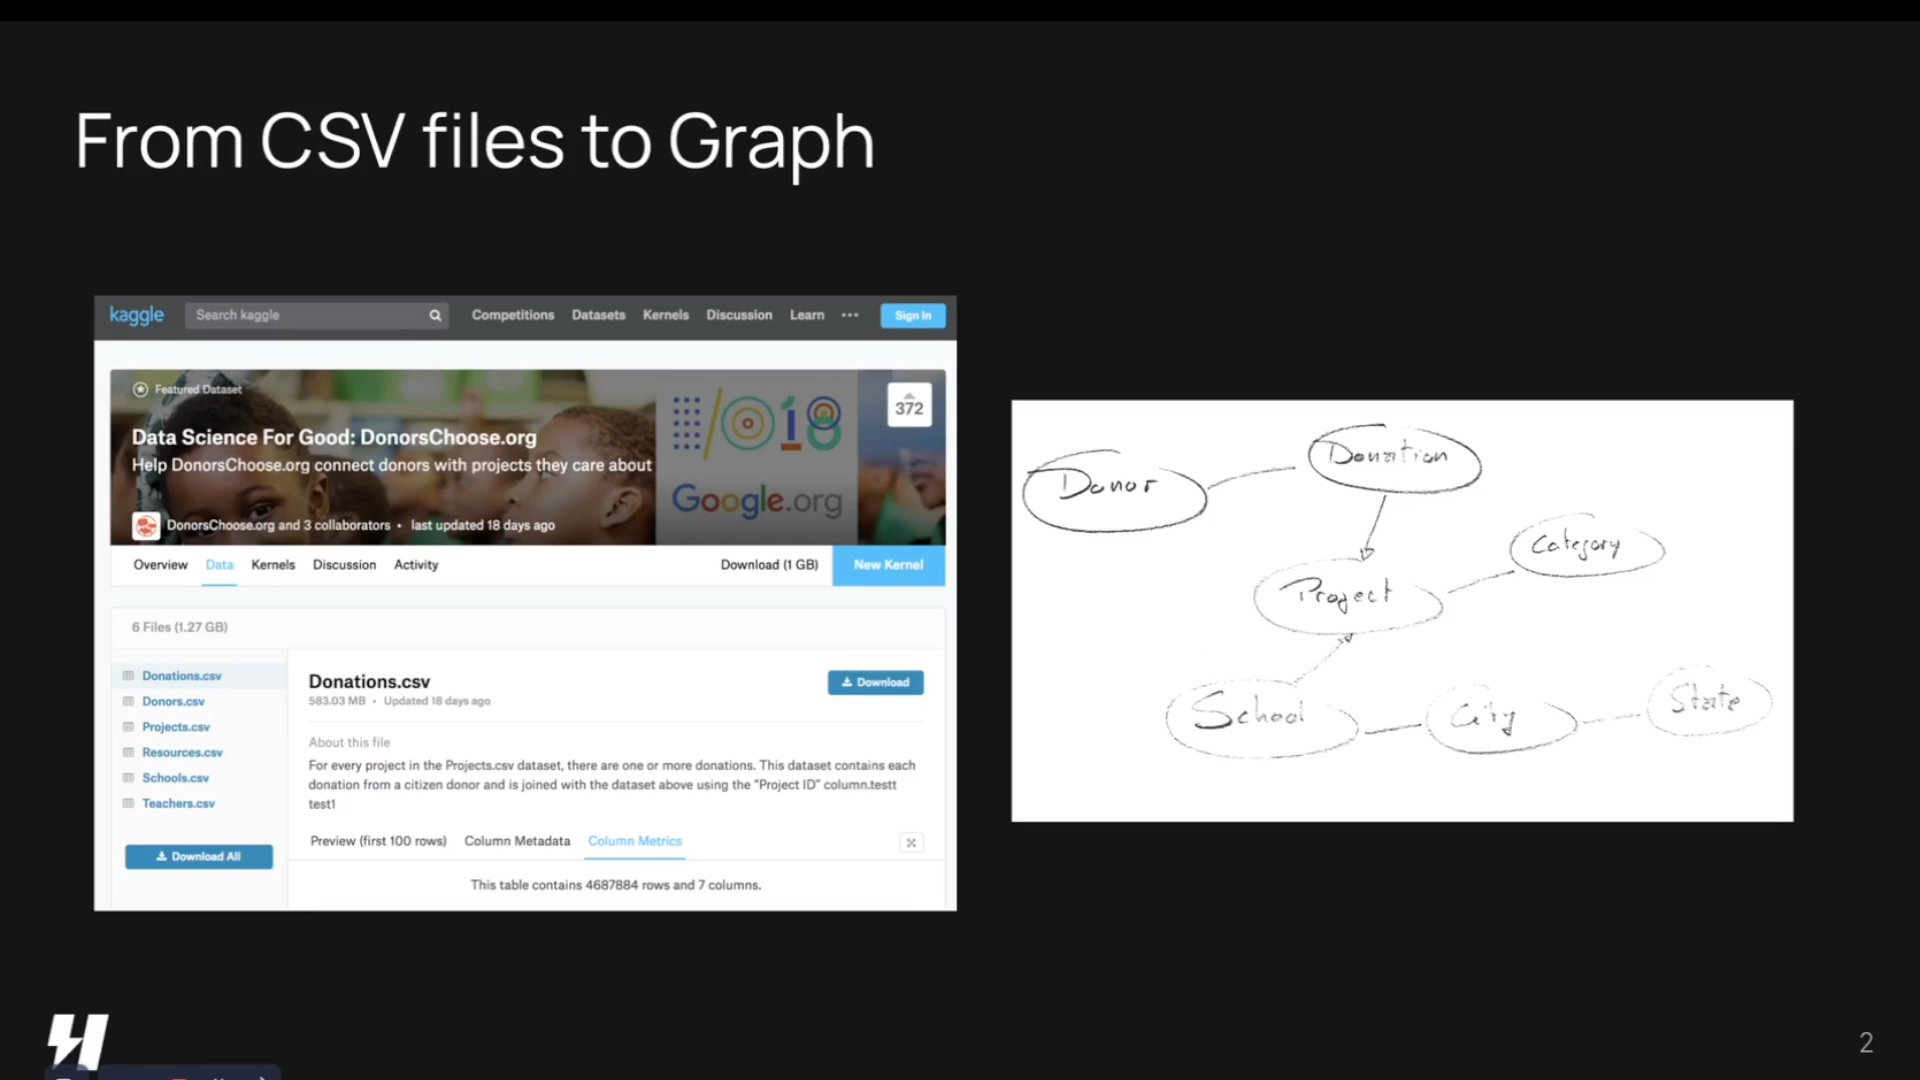 From CSV files to Graph
kaggle
Search kaggle
Competitions
Datasets
Kernels
Discussion
Learn
Sign In
Featured Dataset
372
Data Science For Good: DonorsChoose.org
Help DonorsChoose.org connect donors with projects they care about
I/O18
Google.org
DonorsChoose.org and 3 collaborators • last updated 18 days ago
Overview
Data
Kernels
Discussion
Activity
Download (1 GB)
New Kernel
6 Files (1.27 GB)
Donations.csv
Donors.csv
Projects.csv
Resources.csv
Schools.csv
Teachers.csv
Download All
Donations.csv
583.03 MB • Updated 18 days ago
Download
About this file
For every project in the Projects.csv dataset, there are one or more donations. This dataset contains each
donation from a citizen donor and is joined with the dataset above using the "Project ID" column.testt
test1
Preview (first 100 rows)
Column Metadata
Column Metrics
This table contains 4687884 rows and 7 columns.
Donor
Donation
Category
Project
School
City
State
2